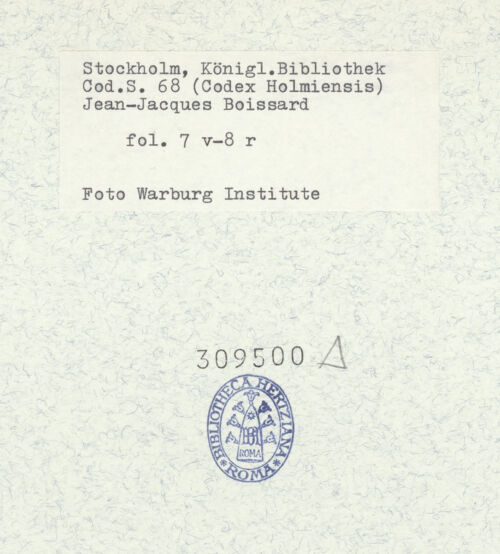 Stockholm, Königl.Bibliothek
Cod.S. 68 (Codex Holmiensis)
Jean-Jacques Boissard
fol. 7 v-8 r
Foto Warburg Institute
309500 Δ
BIBLIOTHECA HERTZIANA
ROMA
ROMA